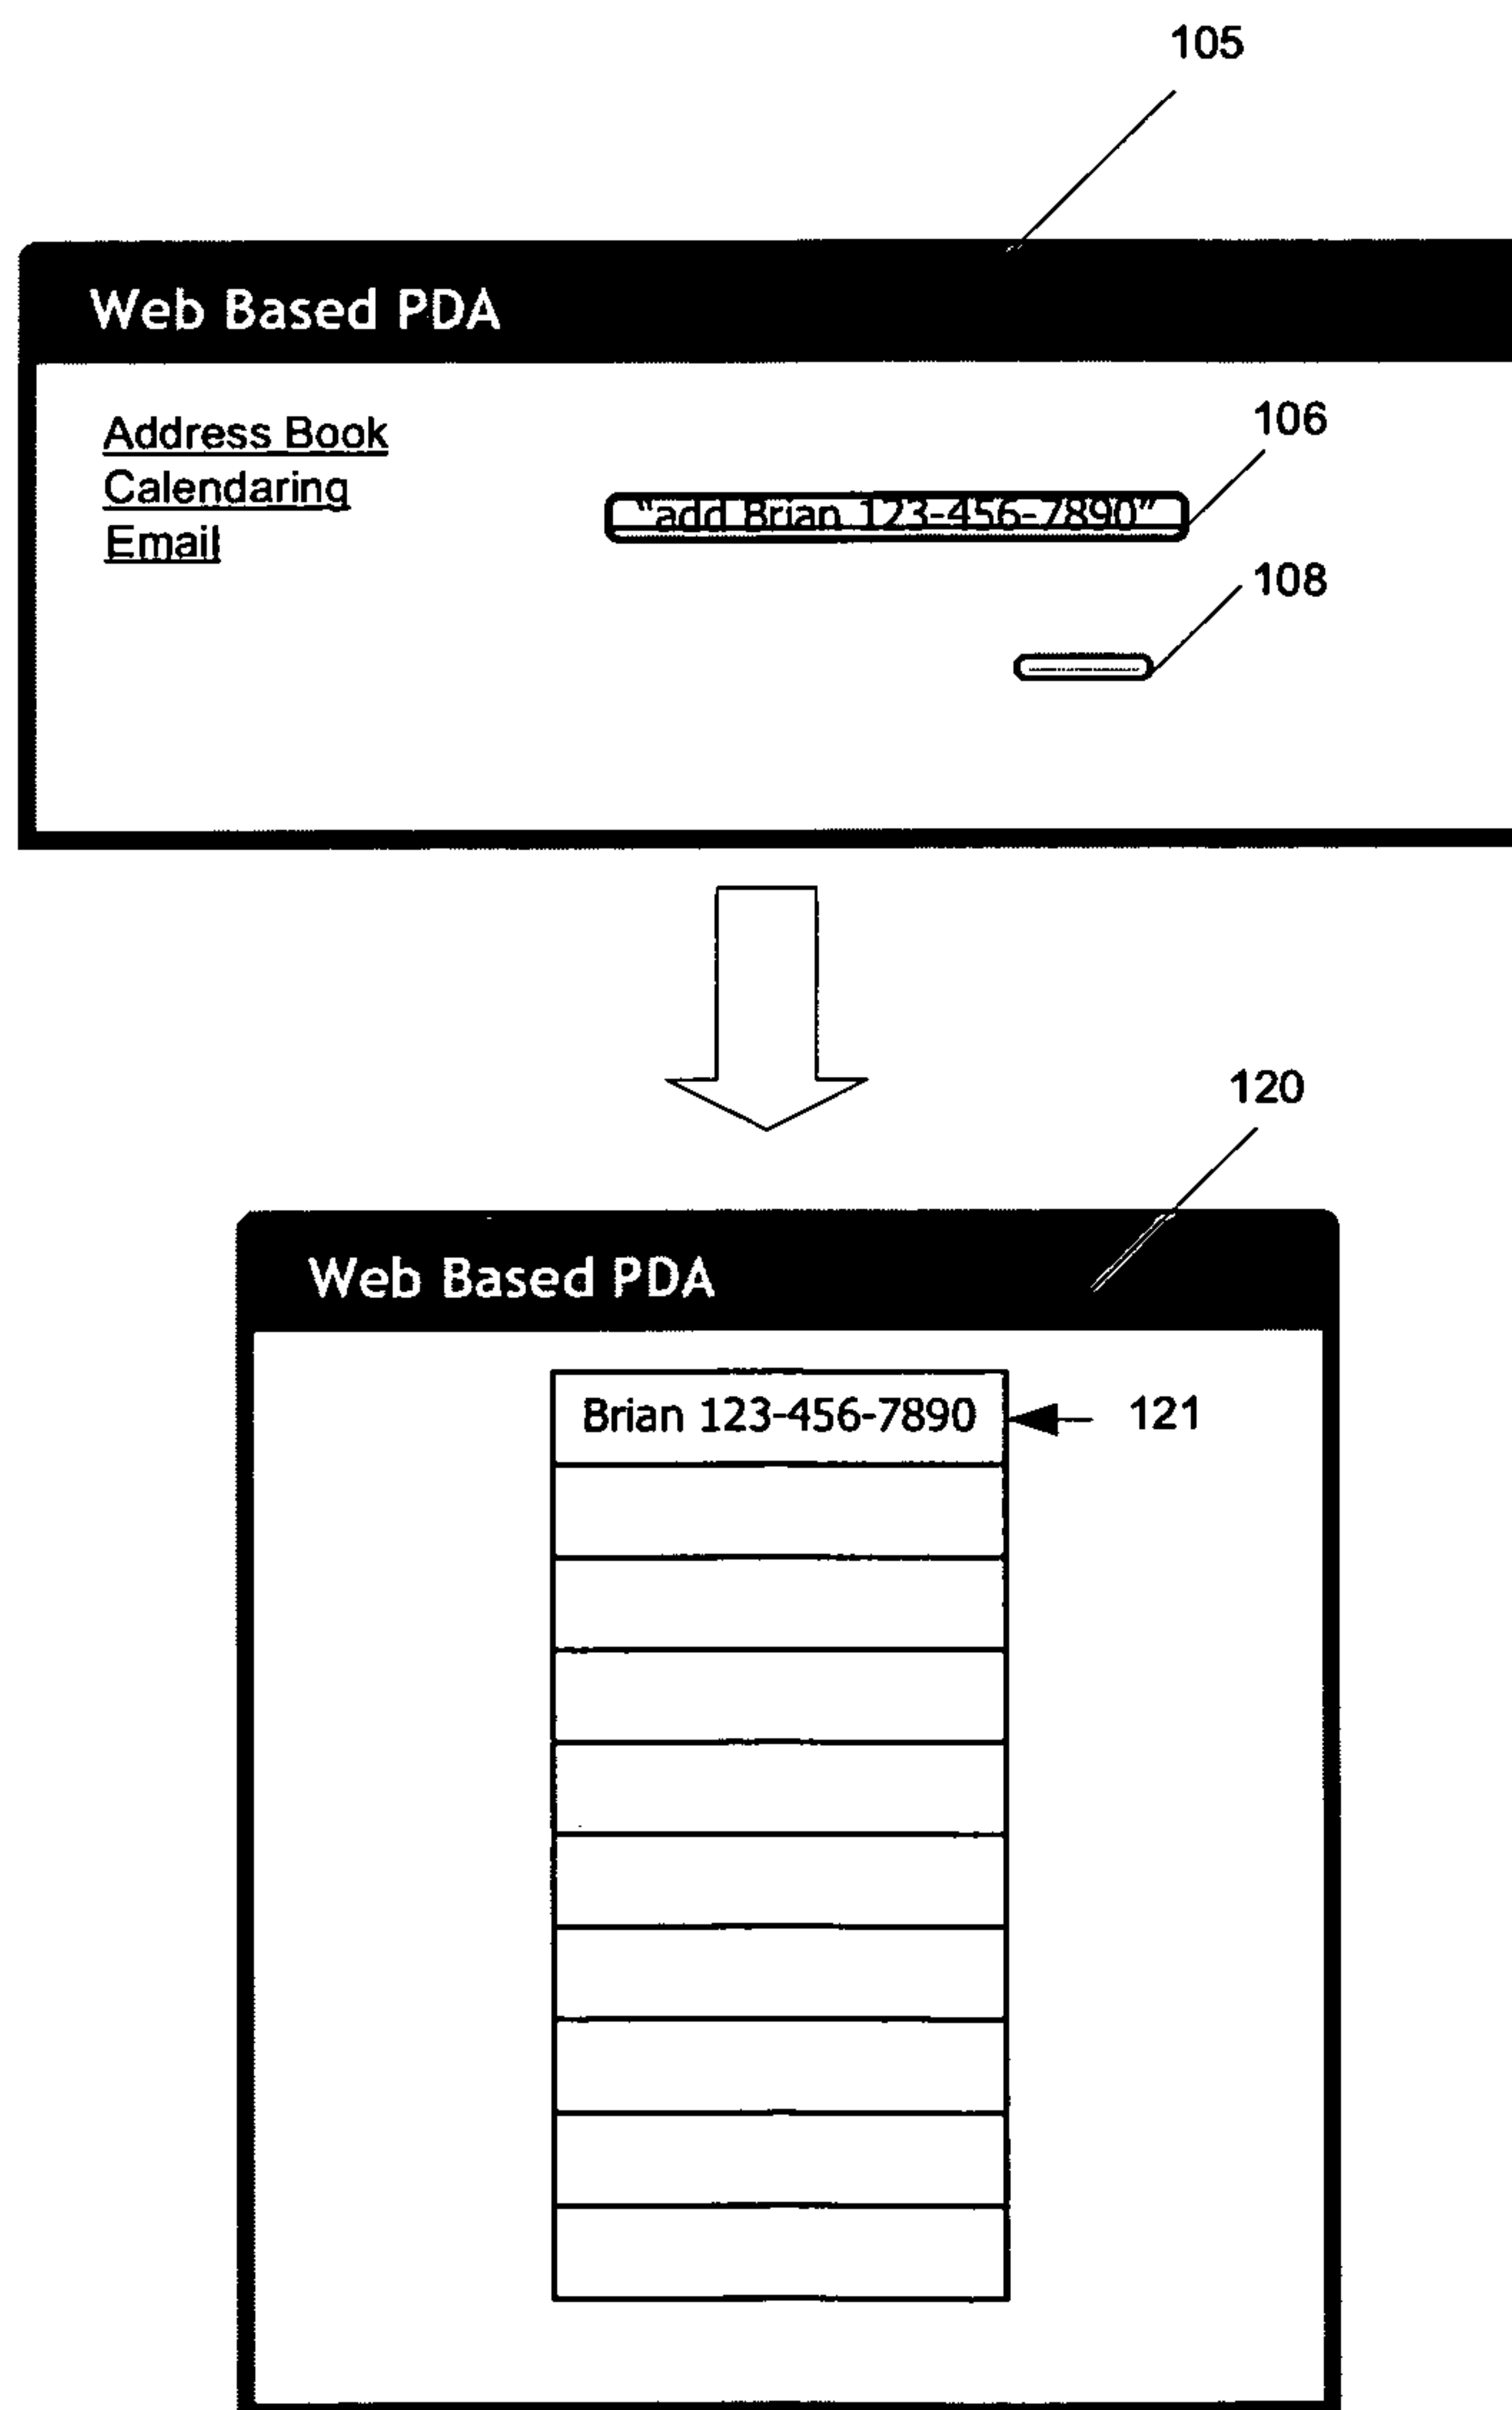 105
Web Based PDA
Address Book
106
Calendaring
“add Brian 123-456-7890”
Email
108
120
Web Based PDA
Brian 123-456-7890
121